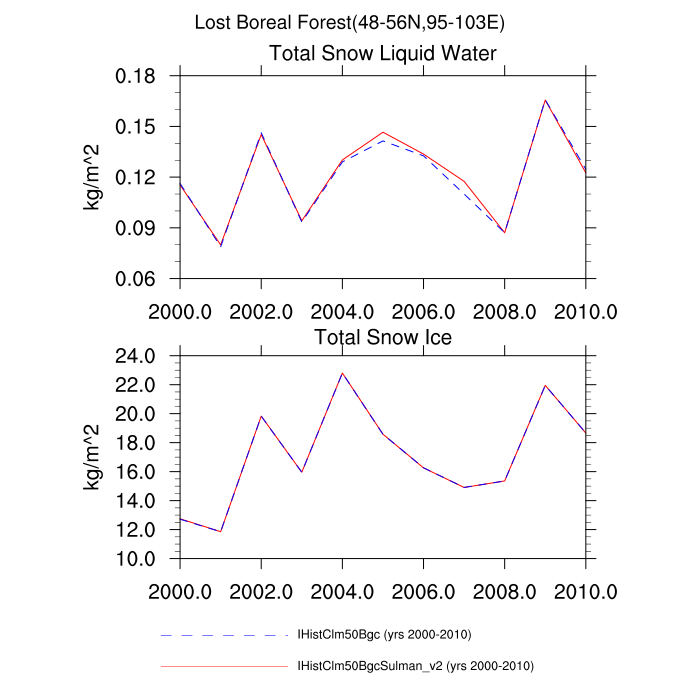 Lost Boreal Forest(48-56N,95-103E)
Total Snow Liquid Water
0.18
0.15
0.12
0.09
0.06
kg/m^2
2000.0 2002.0 2004.0 2006.0 2008.0 2010.0
Total Snow Ice
24.0
22.0
20.0
18.0
16.0
14.0
12.0
10.0
kg/m^2
2000.0 2002.0 2004.0 2006.0 2008.0 2010.0
IHistClm50Bgc (yrs 2000-2010)
IHistClm50BgcSulman_v2 (yrs 2000-2010)